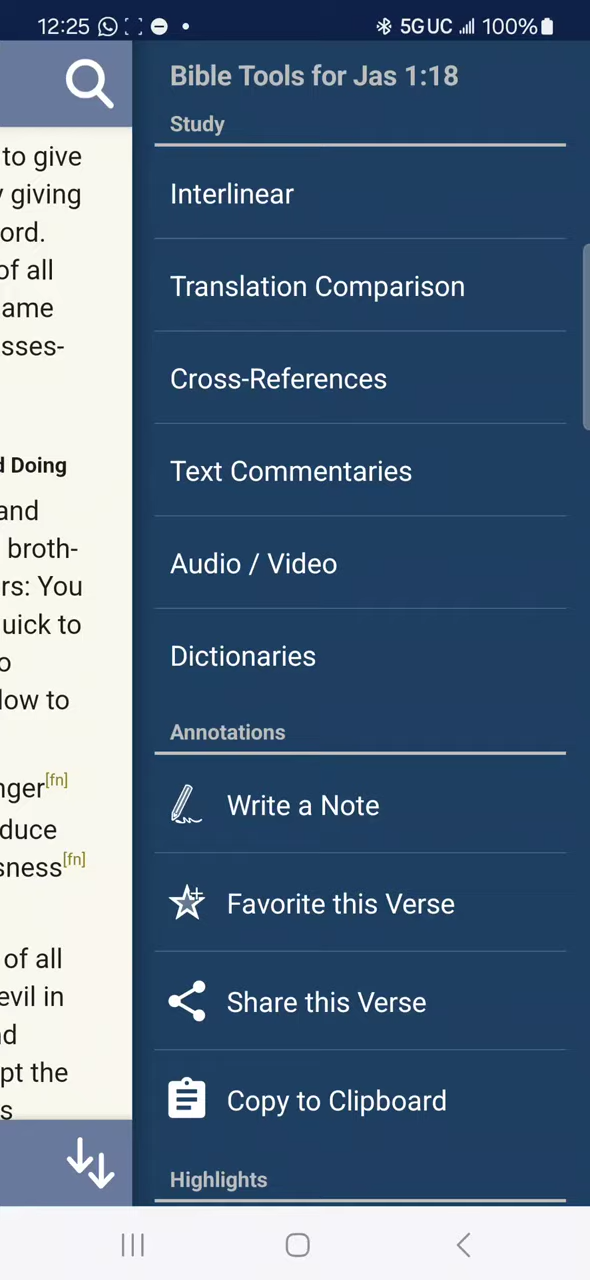 12:25
5G UC 100%
to give
giving
ord.
of all
ame
sses-
d Doing
and
broth-
rs: You
uick to
o
low to
nger[fn]
duce
sness[fn]
of all
evil in
nd
pt the
s
Bible Tools for Jas 1:18
Study
Interlinear
Translation Comparison
Cross-References
Text Commentaries
Audio / Video
Dictionaries
Annotations
Write a Note
Favorite this Verse
Share this Verse
Copy to Clipboard
Highlights